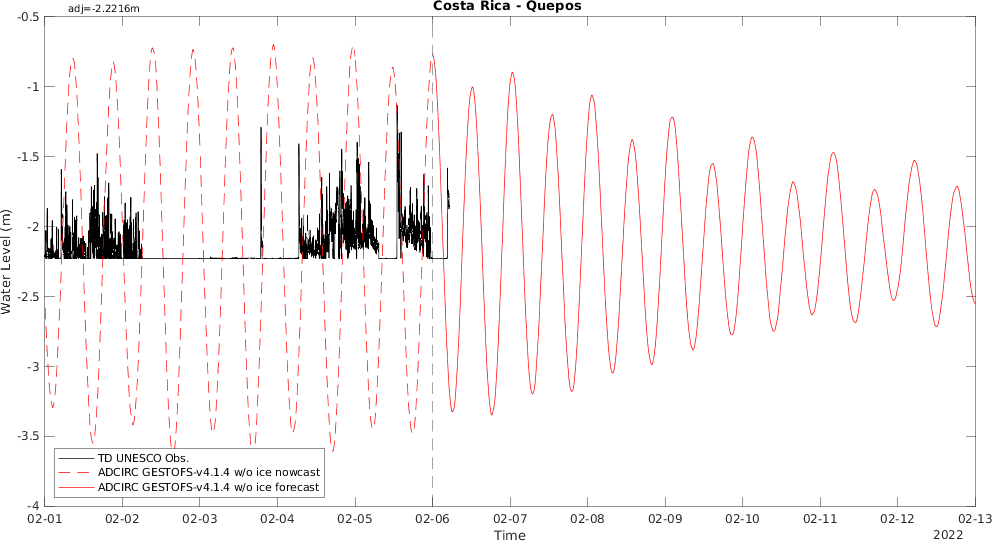 adj=-2.2216m
Costa Rica - Quepos
-0.5
-1
-1.5
-2
-2.5
-3
-3.5
-4
Water Level (m)
TD UNESCO Obs.
ADCIRC GESTOFS-v4.1.4 w/o ice nowcast
ADCIRC GESTOFS-v4.1.4 w/o ice forecast
02-01 02-02 02-03 02-04 02-05 02-06 02-07 02-08 02-09 02-10 02-11 02-12 02-13
Time
2022